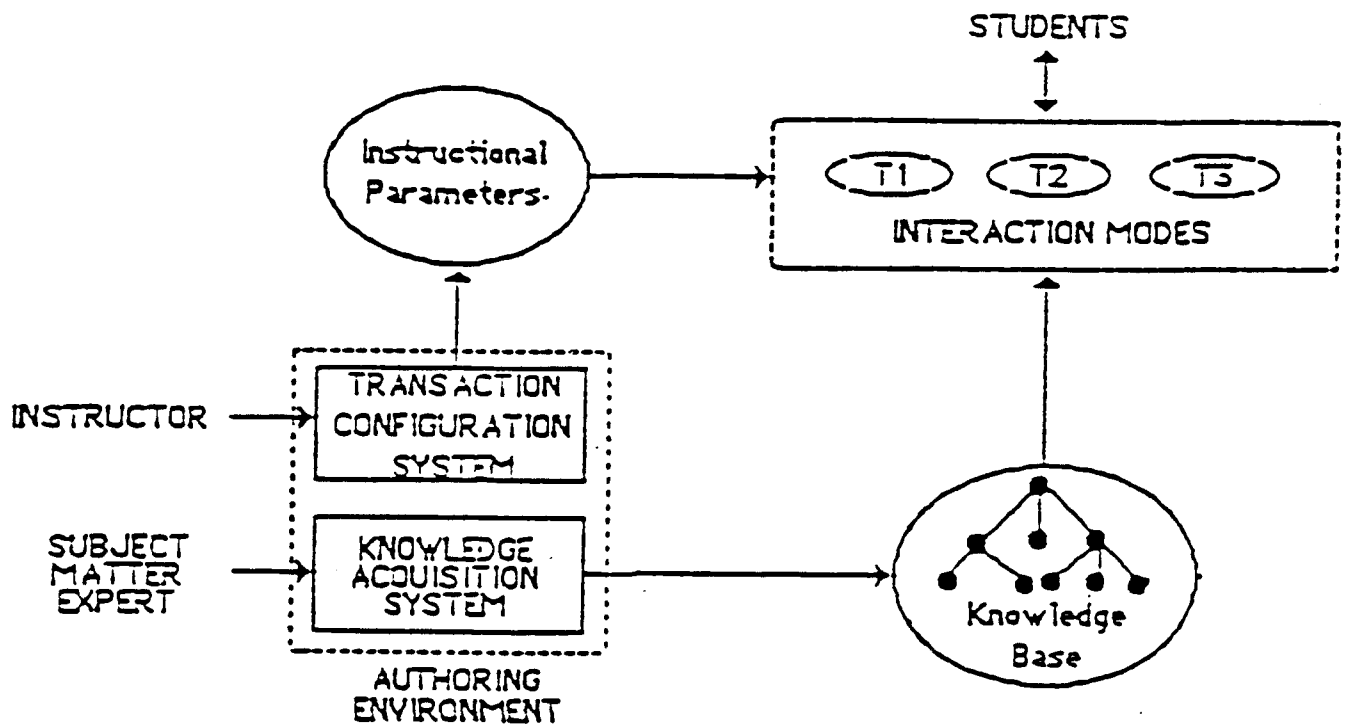 STUDENTS
Instructional
Parameters.
T1 T2 T3
INTERACTION MODES
INSTRUCTOR
TRANSACTION
CONFIGURATION
SYSTEM
SUBJECT
MATTER
EXPERT
KNOWLEDGE
ACQUISITION
SYSTEM
Knowledge
Base
AUTHORING
ENVIRONMENT